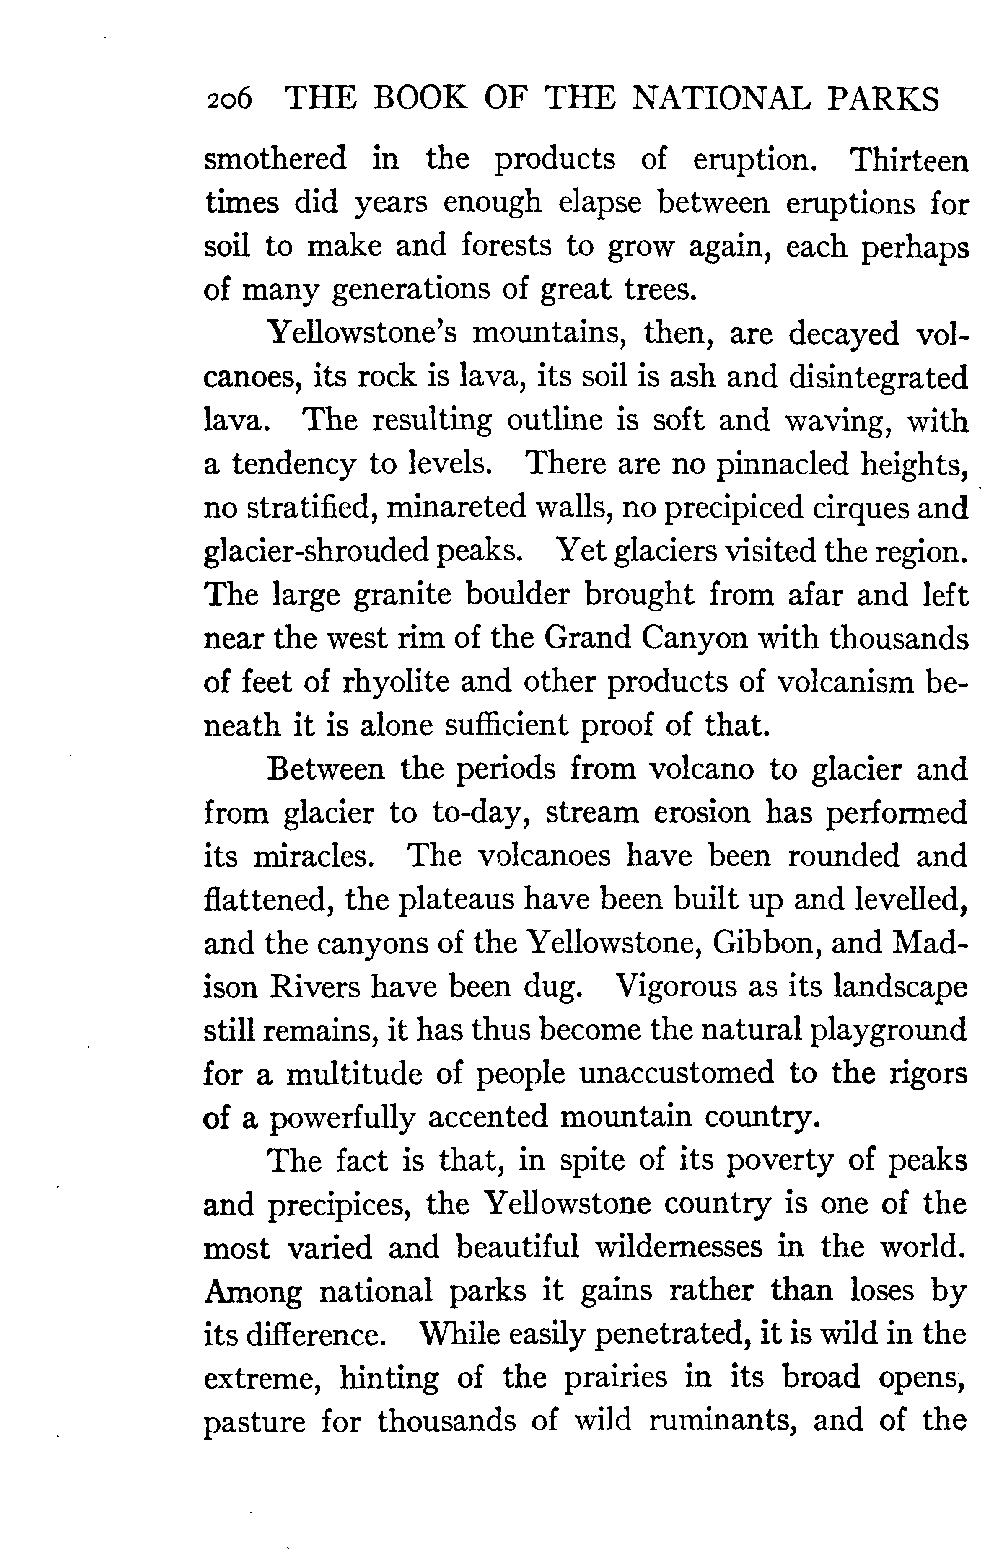 206 THE BOOK OF THE NATIONAL PARKS
smothered in the products of eruption. Thirteen
times did years enough elapse between eruptions for
soil to make and forests to grow again, each perhaps
of many generations of great trees.
Yellowstone's mountains, then, are decayed vol-
canoes, its rock is lava, its soil is ash and disintegrated
lava. The resulting outline is soft and waving, with
a tendency to levels. There are no pinnacled heights,
no stratified, minareted walls, no precipiced cirques and
glacier-shrouded peaks. Yet glaciers visited the region.
The large granite boulder brought from afar and left
near the west rim of the Grand Canyon with thousands
of feet of rhyolite and other products of volcanism be-
neath it is alone sufficient proof of that.
Between the periods from volcano to glacier and
from glacier to to-day, stream erosion has performed
its miracles. The volcanoes have been rounded and
flattened, the plateaus have been built up and levelled,
and the canyons of the Yellowstone, Gibbon, and Mad-
ison Rivers have been dug. Vigorous as its landscape
still remains, it has thus become the natural playground
for a multitude of people unaccustomed to the rigors
of a powerfully accented mountain country.
The fact is that, in spite of its poverty of peaks
and precipices, the Yellowstone country is one of the
most varied and beautiful wildernesses in the world.
Among national parks it gains rather than loses by
its difference. While easily penetrated, it is wild in the
extreme, hinting of the prairies in its broad opens,
pasture for thousands of wild ruminants, and of the